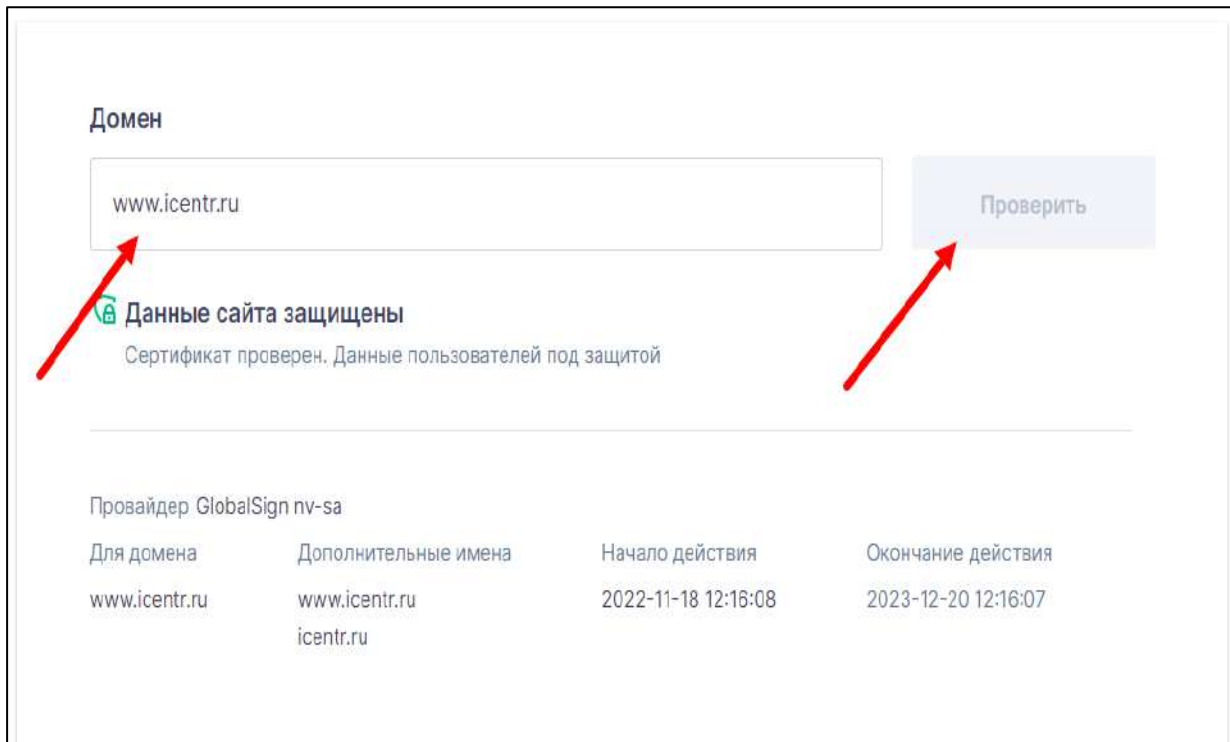 Домен
www.icentr.ru
Проверить
Данные сайта защищены
Сертификат проверен. Данные пользователей под защитой
Провайдер GlobalSign nv-sa
Для домена Дополнительные имена Начало действия Окончание действия
www.icentr.ru www.icentr.ru 2022-11-18 12:16:08 2023-12-20 12:16:07
icentr.ru